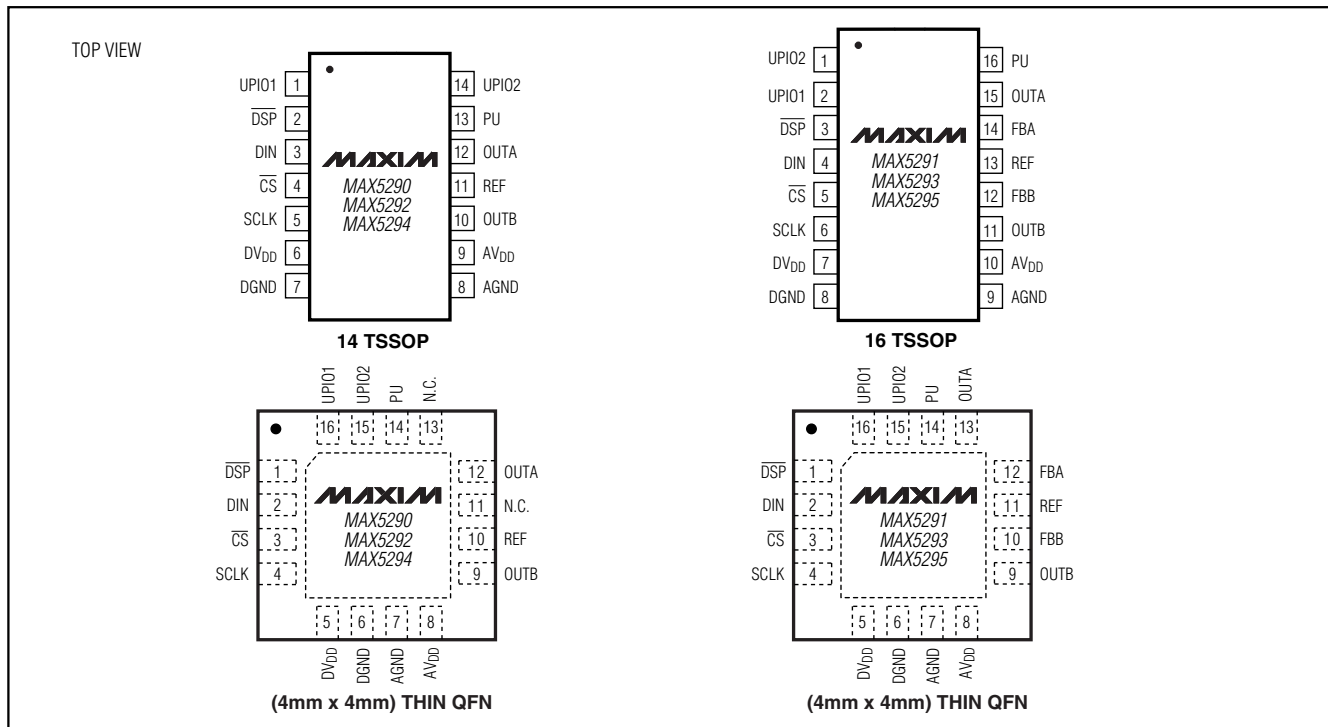 TOP VIEW
UPIO1 1 14 UPIO2
DSP 2 13 PU
DIN 3 12 OUTA
CS 4 11 REF
SCLK 5 10 OUTB
DVDD 6 9 AVDD
DGND 7 8 AGND
MAXIM
MAX5290
MAX5292
MAX5294
14 TSSOP
UPIO2 1 16 PU
UPIO1 2 15 OUTA
DSP 3 14 FBA
DIN 4 13 REF
CS 5 12 FBB
SCLK 6 11 OUTB
DVDD 7 10 AVDD
DGND 8 9 AGND
MAXIM
MAX5291
MAX5293
MAX5295
16 TSSOP
UPIO1 UPIO2 PU N.C.
16 15 14 13
DSP 1 12 OUTA
DIN 2 11 N.C.
CS 3 10 REF
SCLK 4 9 OUTB
MAXIM
MAX5290
MAX5292
MAX5294
5 6 7 8
DVDD DGND AGND AVDD
(4mm x 4mm) THIN QFN
UPIO1 UPIO2 PU OUTA
16 15 14 13
DSP 1 12 FBA
DIN 2 11 REF
CS 3 10 FBB
SCLK 4 9 OUTB
MAXIM
MAX5291
MAX5293
MAX5295
5 6 7 8
DVDD DGND AGND AVDD
(4mm x 4mm) THIN QFN